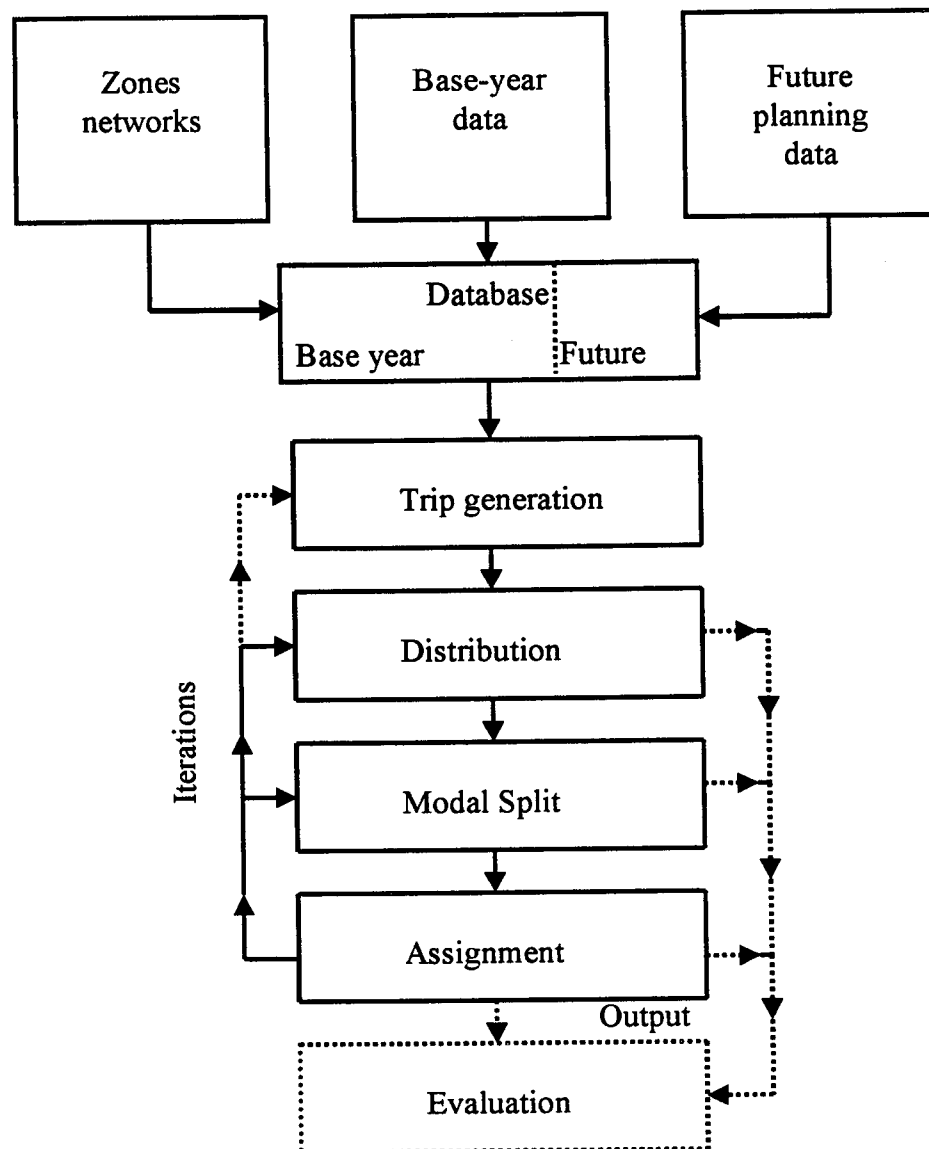 Zones
networks
Base-year
data
Future
planning
data
Database
Base year
Future
Trip generation
Distribution
Iterations
Modal Split
Assignment
Output
Evaluation